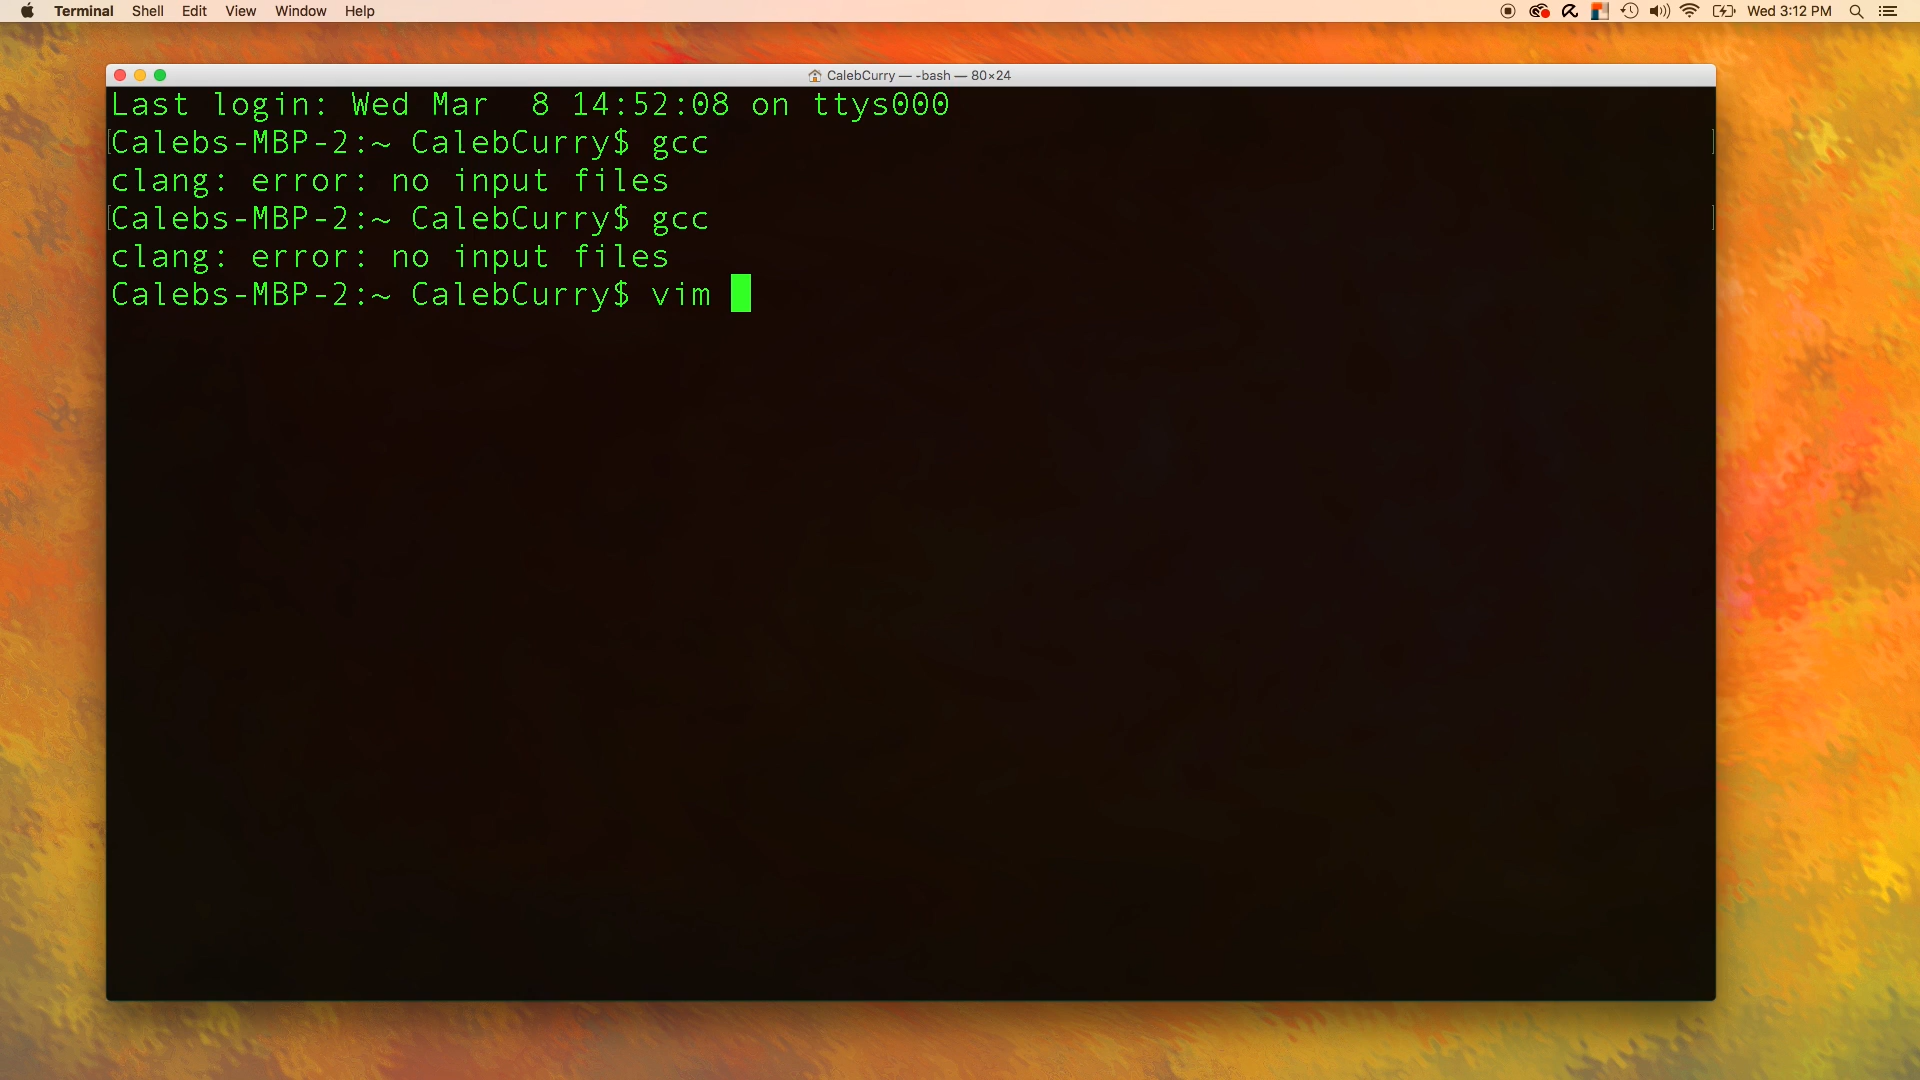 Terminal Shell Edit View Window Help Wed 3:12 PM
CalebCurry — -bash — 80×24
Last login: Wed Mar  8 14:52:08 on ttys000
Calebs-MBP-2:~ CalebCurry$ gcc
clang: error: no input files
Calebs-MBP-2:~ CalebCurry$ gcc
clang: error: no input files
Calebs-MBP-2:~ CalebCurry$ vim